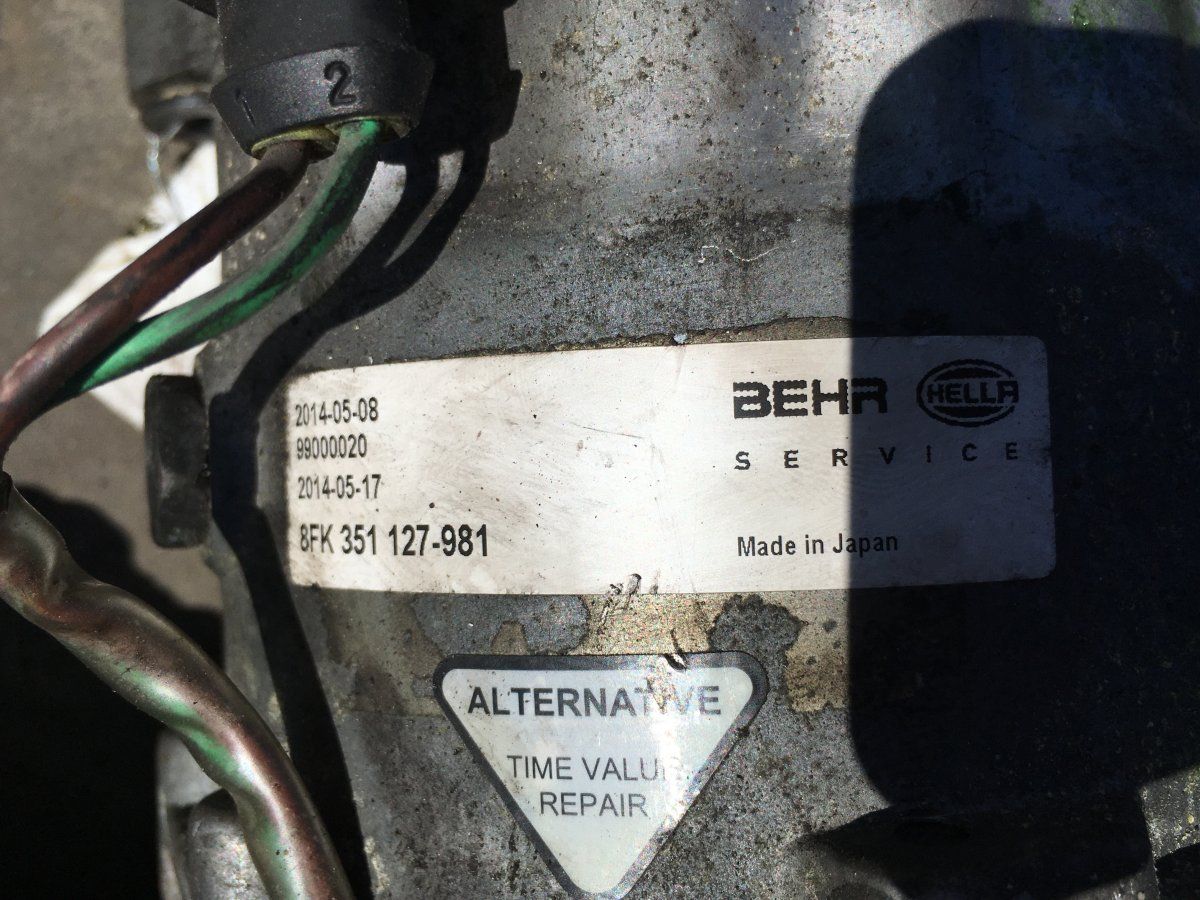 1 2
2014-05-08
99000020
2014-05-17
8FK 351 127-981
BEHR HELLA
SERVICE
Made in Japan
ALTERNATIVE
TIME VALUE
REPAIR